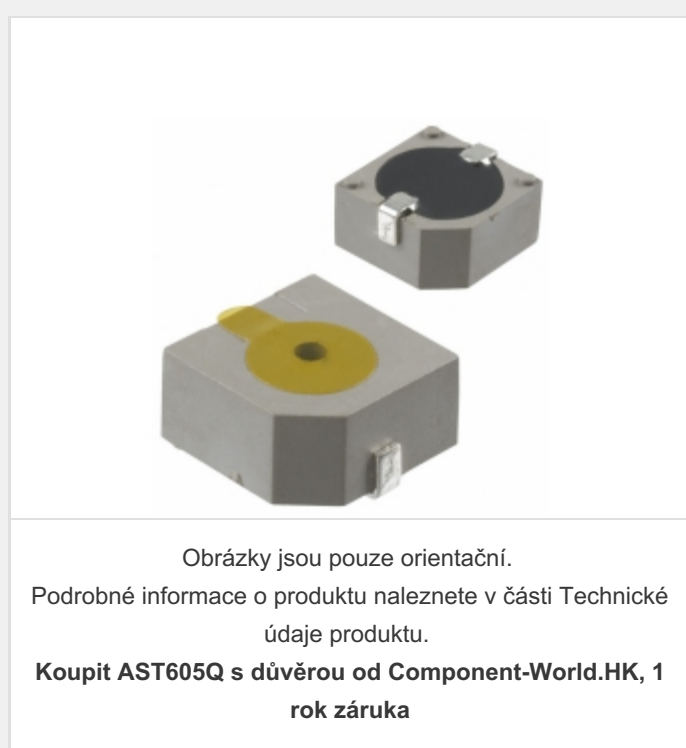 Obrázky jsou pouze orientační.
Podrobné informace o produktu naleznete v části Technické
údaje produktu.
Koupit AST605Q s důvěrou od Component-World.HK, 1
rok záruka